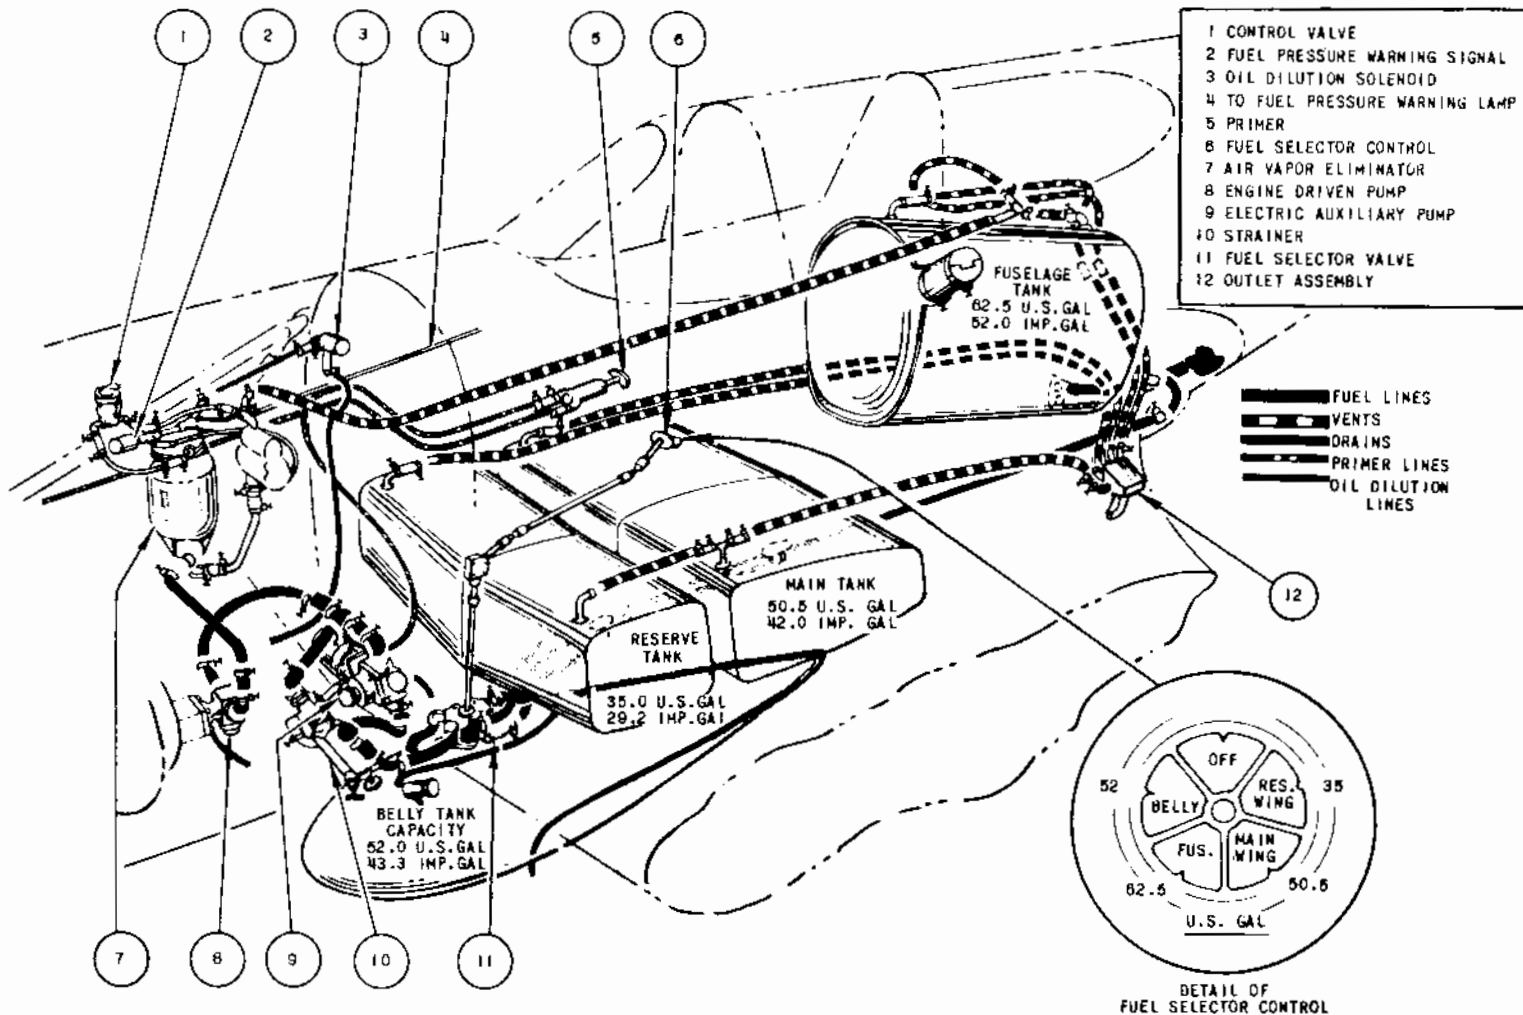 1
2
3
4
5
6
1 CONTROL VALVE
2 FUEL PRESSURE WARNING SIGNAL
3 OIL DILUTION SOLENOID
4 TO FUEL PRESSURE WARNING LAMP
5 PRIMER
6 FUEL SELECTOR CONTROL
7 AIR VAPOR ELIMINATOR
8 ENGINE DRIVEN PUMP
9 ELECTRIC AUXILIARY PUMP
10 STRAINER
11 FUEL SELECTOR VALVE
12 OUTLET ASSEMBLY
FUSELAGE
TANK
62.5 U.S.GAL
52.0 IMP.GAL
FUEL LINES
VENTS
DRAINS
PRIMER LINES
OIL DILUTION
LINES
MAIN TANK
50.5 U.S. GAL
42.0 IMP. GAL
12
RESERVE
TANK
35.0 U.S.GAL
29.2 IMP.GAL
BELLY TANK
CAPACITY
52.0 U.S.GAL
43.3 IMP.GAL
OFF
52
BELLY
RES.
WING
35
FUS.
MAIN
WING
62.5
50.5
U.S. GAL
7
8
9
10
11
DETAIL OF
FUEL SELECTOR CONTROL